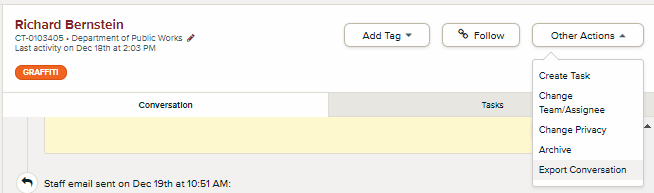 Richard Bernstein
CT-0103405 • Department of Public Works
Last activity on Dec 18th at 2:03 PM
GRAFFITI
Add Tag
Follow
Other Actions
Create Task
Change
Team/Assignee
Change Privacy
Archive
Export Conversation
Conversation
Tasks
Staff email sent on Dec 19th at 10:51 AM: